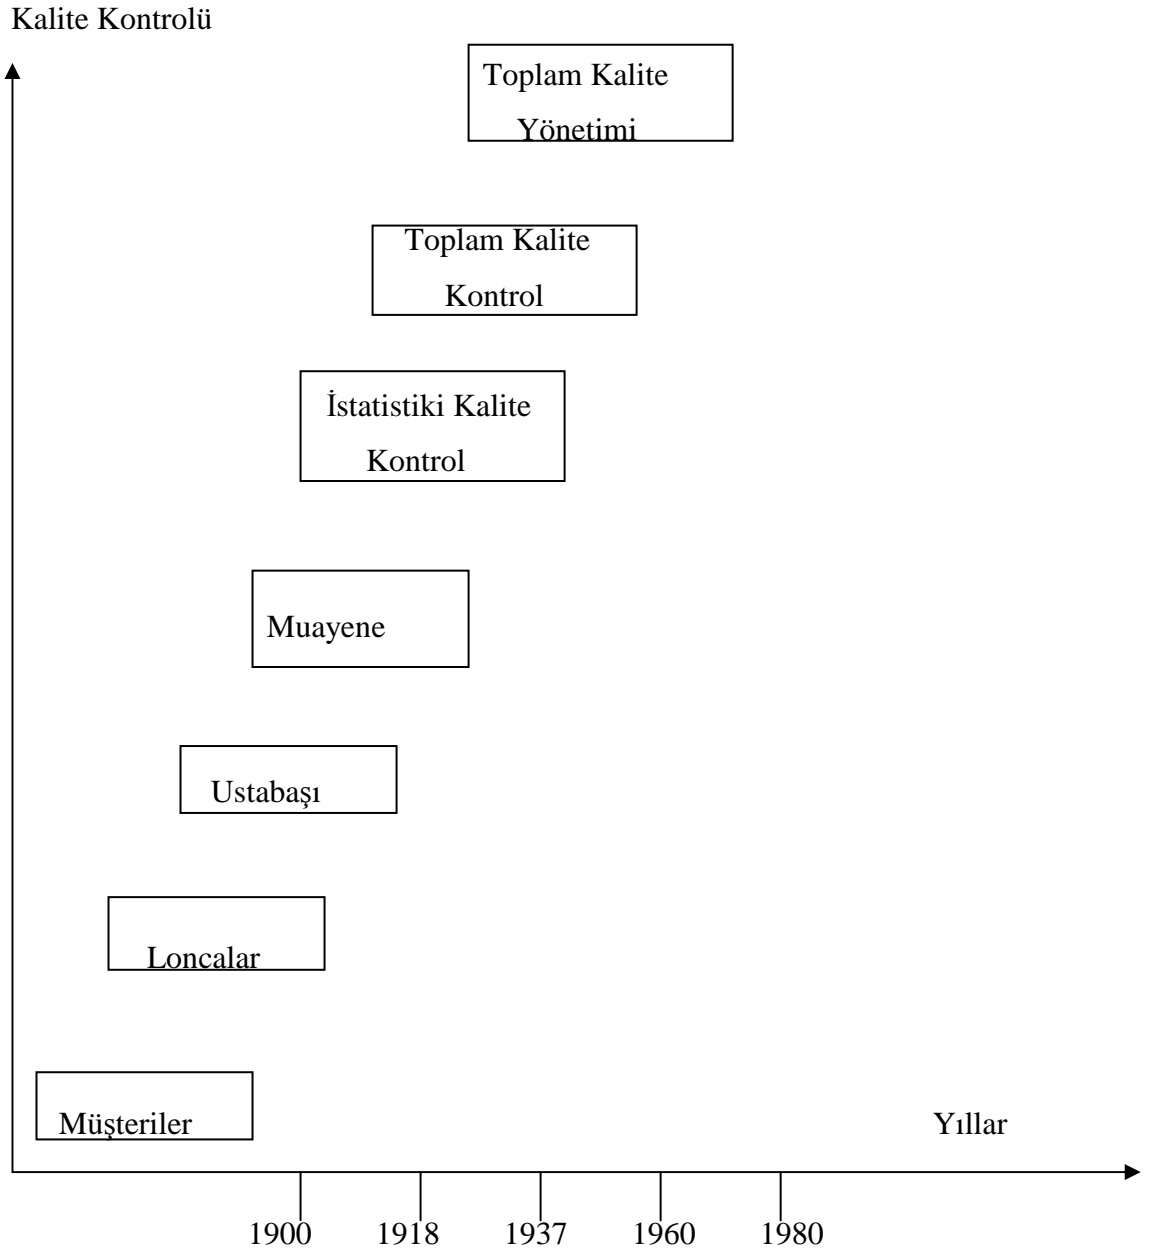 Kalite Kontrolü
Toplam Kalite
Yönetimi
Toplam Kalite
Kontrol
İstatistiki Kalite
Kontrol
Muayene
Ustabaşı
Loncalar
Müşteriler
Yıllar
1900 1918 1937 1960 1980